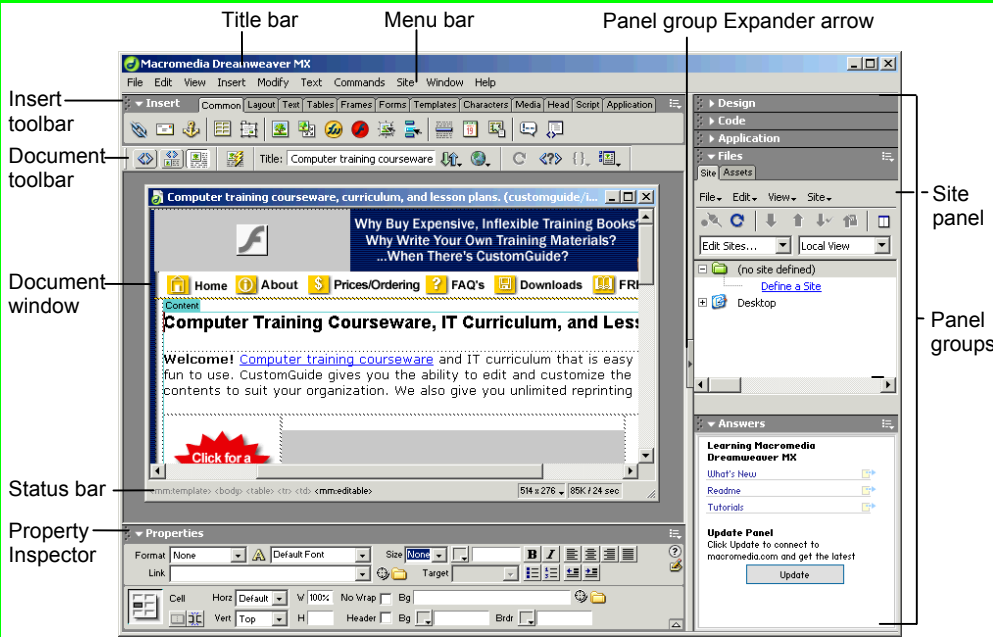 Title bar
Menu bar
Panel group Expander arrow
Macromedia Dreamweaver MX
File Edit View Insert Modify Text Commands Site Window Help
Insert toolbar
Insert Common Layout Text Tables Frames Forms Templates Characters Media Head Script Application
Document toolbar
Title: Computer training courseware
Computer training courseware, curriculum, and lesson plans. (customguide/i...
Why Buy Expensive, Inflexible Training Books?
Why Write Your Own Training Materials?
...When There's CustomGuide?
Document window
Home About Prices/Ordering FAQ's Downloads FRE
Content
Computer Training Courseware, IT Curriculum, and Less
Welcome! Computer training courseware and IT curriculum that is easy
fun to use. CustomGuide gives you the ability to edit and customize the
contents to suit your organization. We also give you unlimited reprinting
Click for a
Status bar
<mm:template> <body> <table> <tr> <td> <mm:editable>
514 x 276 85K / 24 sec
Property Inspector
Properties
Format None Default Font Size None B I
Link Target
Cell Horz Default W 100% No Wrap Bg
Vert Top H Header Bg Brdr
Design
Code
Application
Files
Site Assets
File Edit View Site
Site panel
Edit Sites... Local View
(no site defined)
Define a Site
Desktop
Panel groups
Answers
Learning Macromedia
Dreamweaver MX
What's New
Readme
Tutorials
Update Panel
Click Update to connect to
macromedia.com and get the latest
Update